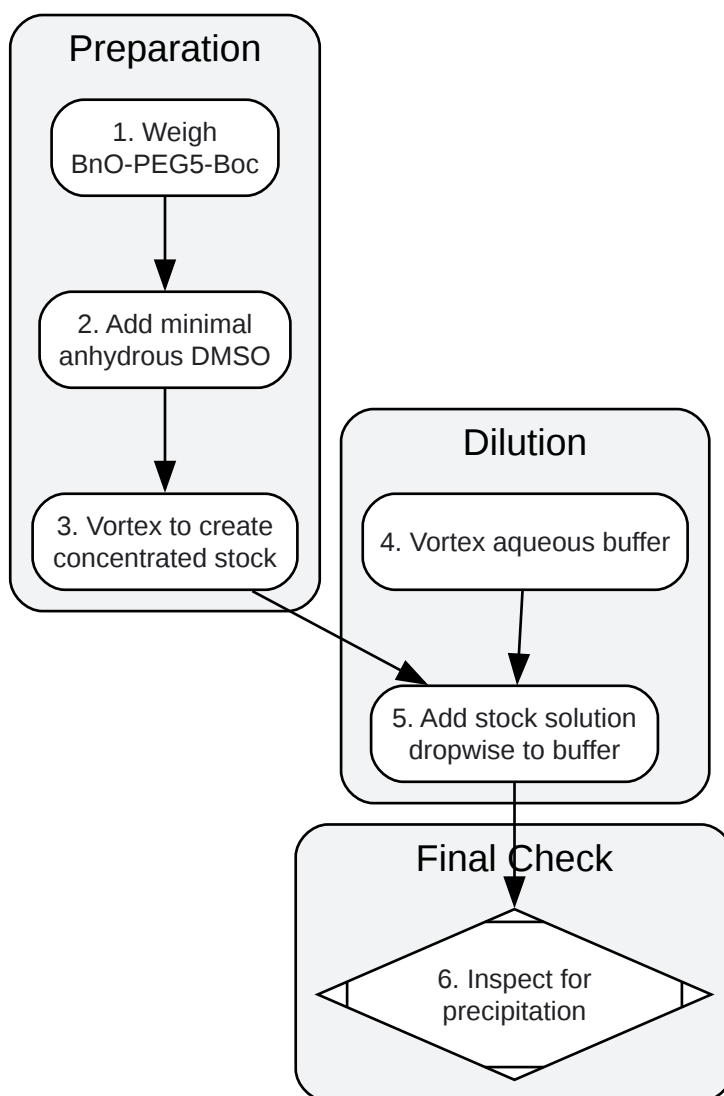 Preparation
1. Weigh
BnO-PEG5-Boc
2. Add minimal
anhydrous DMSO
3. Vortex to create
concentrated stock
Dilution
4. Vortex aqueous buffer
5. Add stock solution
dropwise to buffer
Final Check
6. Inspect for
precipitation